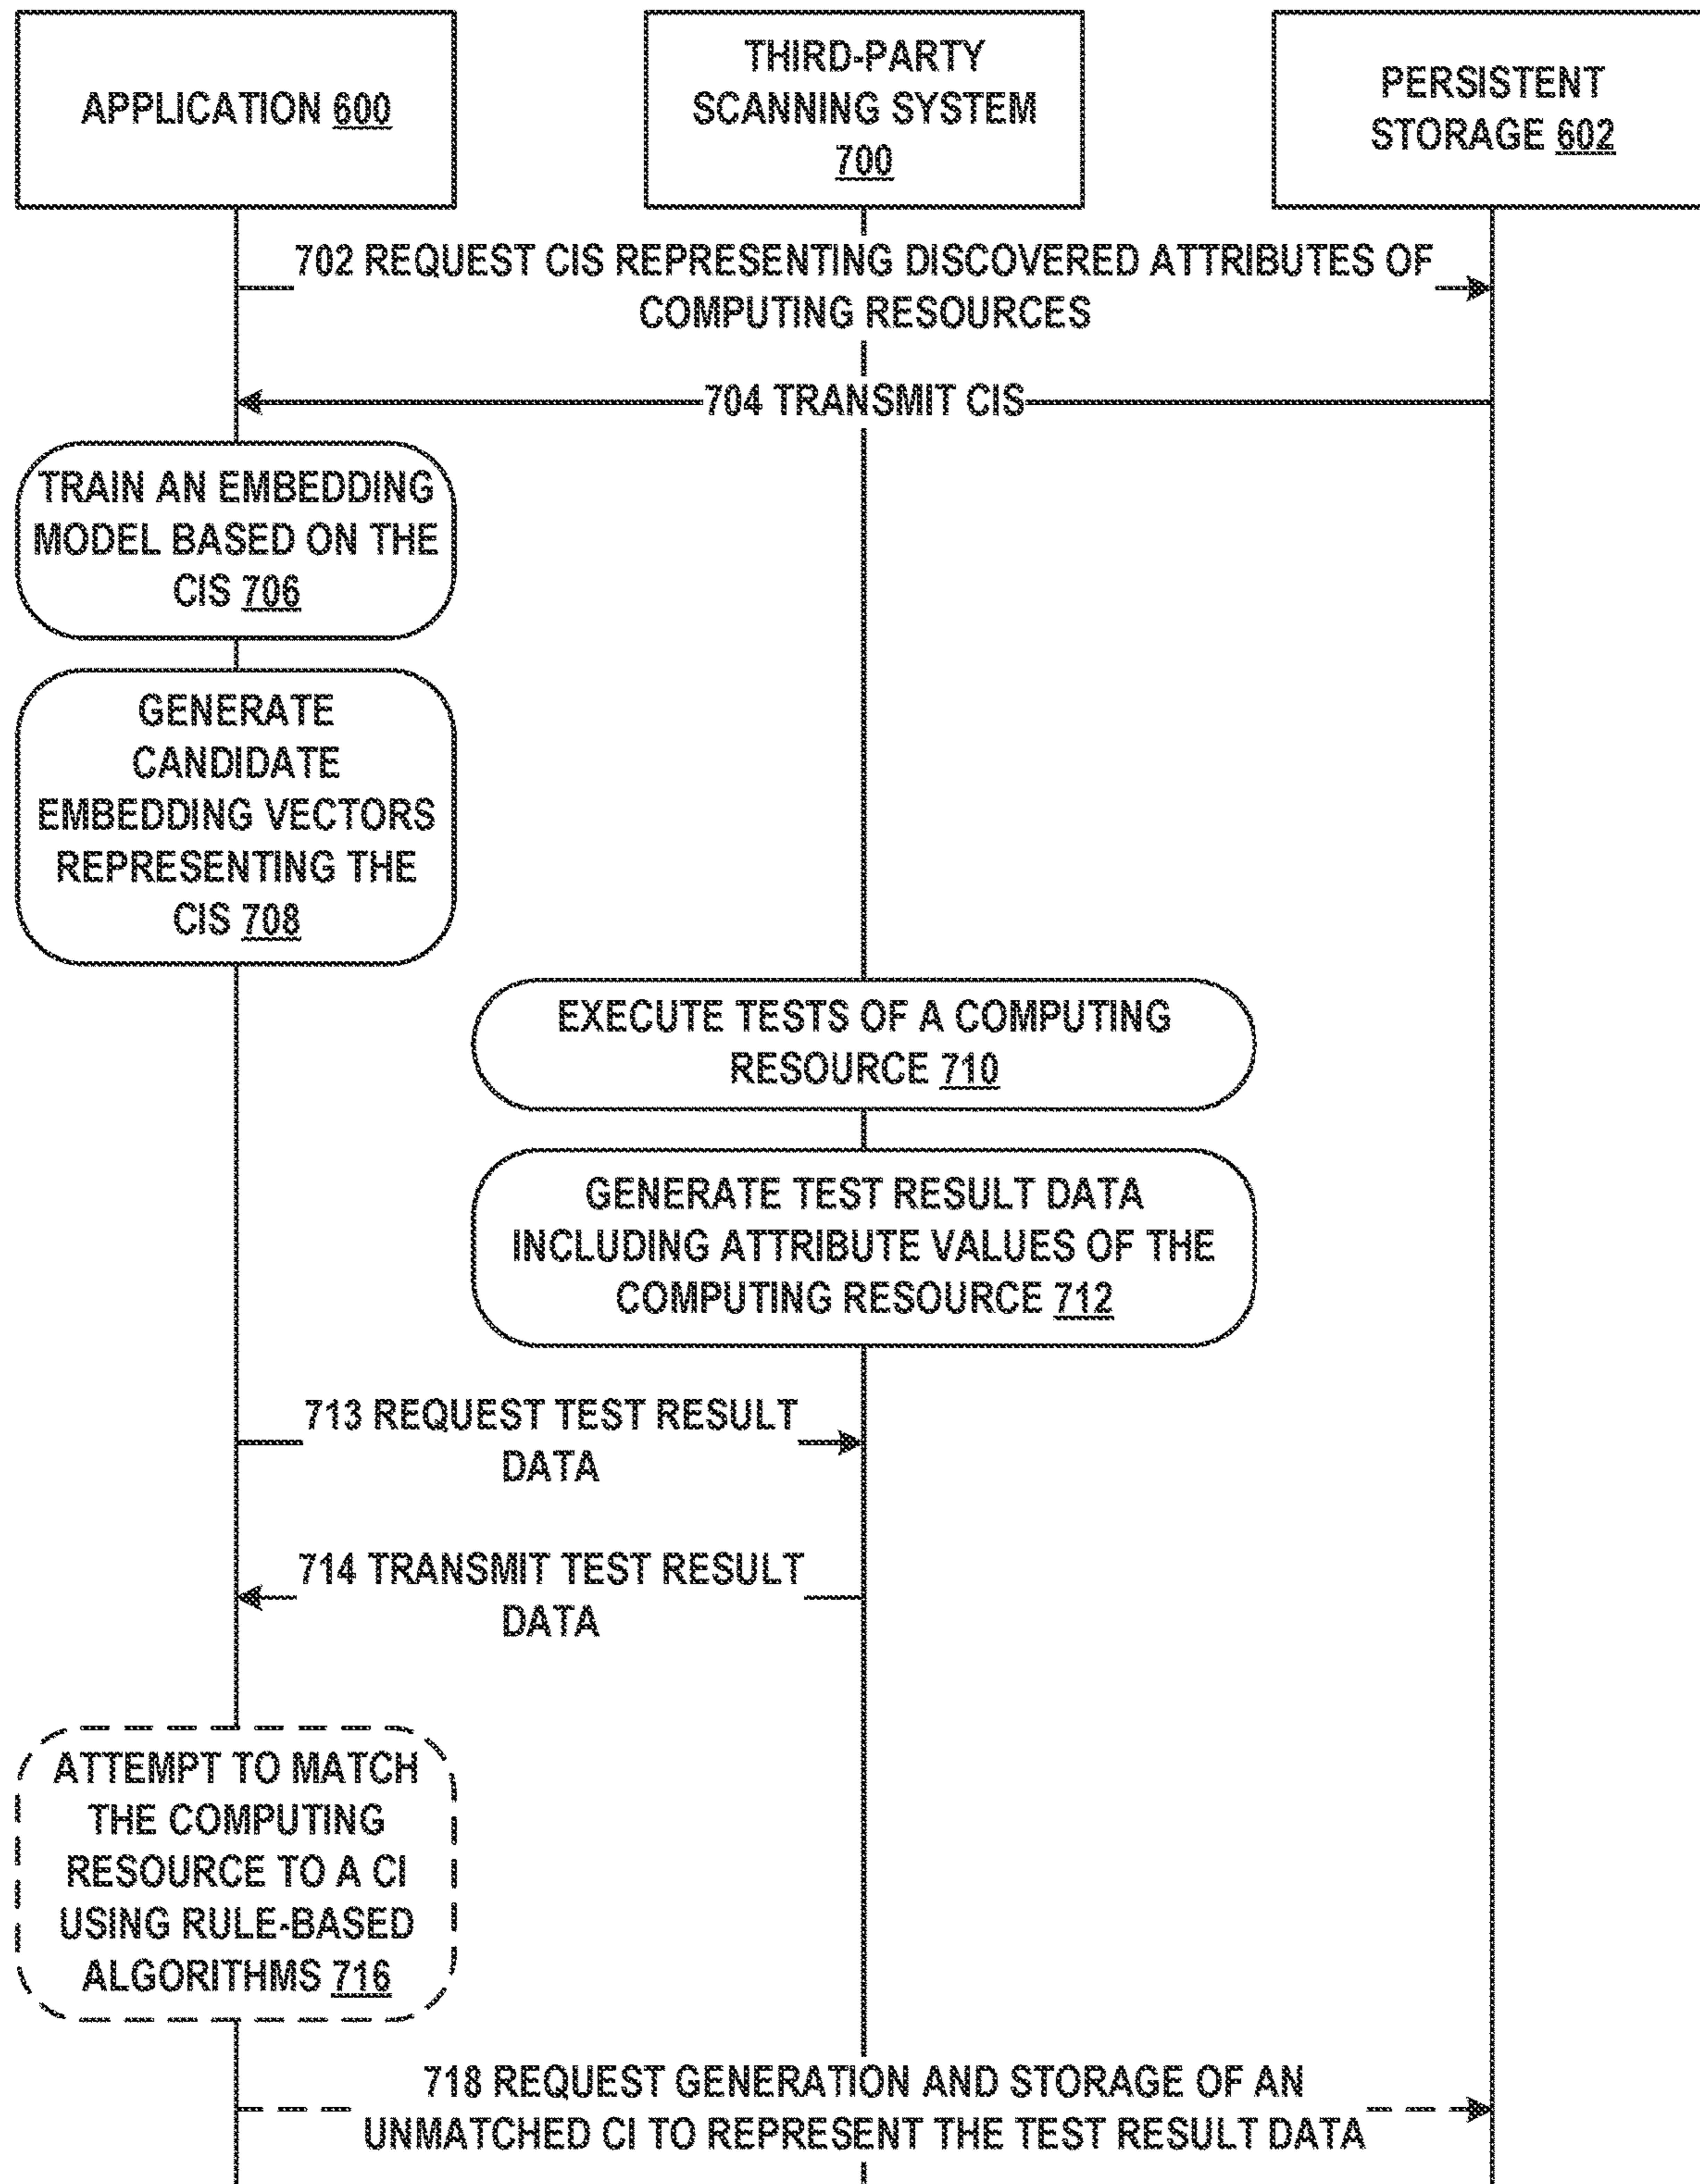 APPLICATION 600
THIRD-PARTY
SCANNING SYSTEM
700
PERSISTENT
STORAGE 602
702 REQUEST CIS REPRESENTING DISCOVERED ATTRIBUTES OF
COMPUTING RESOURCES
704 TRANSMIT CIS
TRAIN AN EMBEDDING
MODEL BASED ON THE
CIS 706
GENERATE
CANDIDATE
EMBEDDING VECTORS
REPRESENTING THE
CIS 708
EXECUTE TESTS OF A COMPUTING
RESOURCE 710
GENERATE TEST RESULT DATA
INCLUDING ATTRIBUTE VALUES OF THE
COMPUTING RESOURCE 712
713 REQUEST TEST RESULT
DATA
714 TRANSMIT TEST RESULT
DATA
ATTEMPT TO MATCH
THE COMPUTING
RESOURCE TO A CI
USING RULE-BASED
ALGORITHMS 716
718 REQUEST GENERATION AND STORAGE OF AN
UNMATCHED CI TO REPRESENT THE TEST RESULT DATA